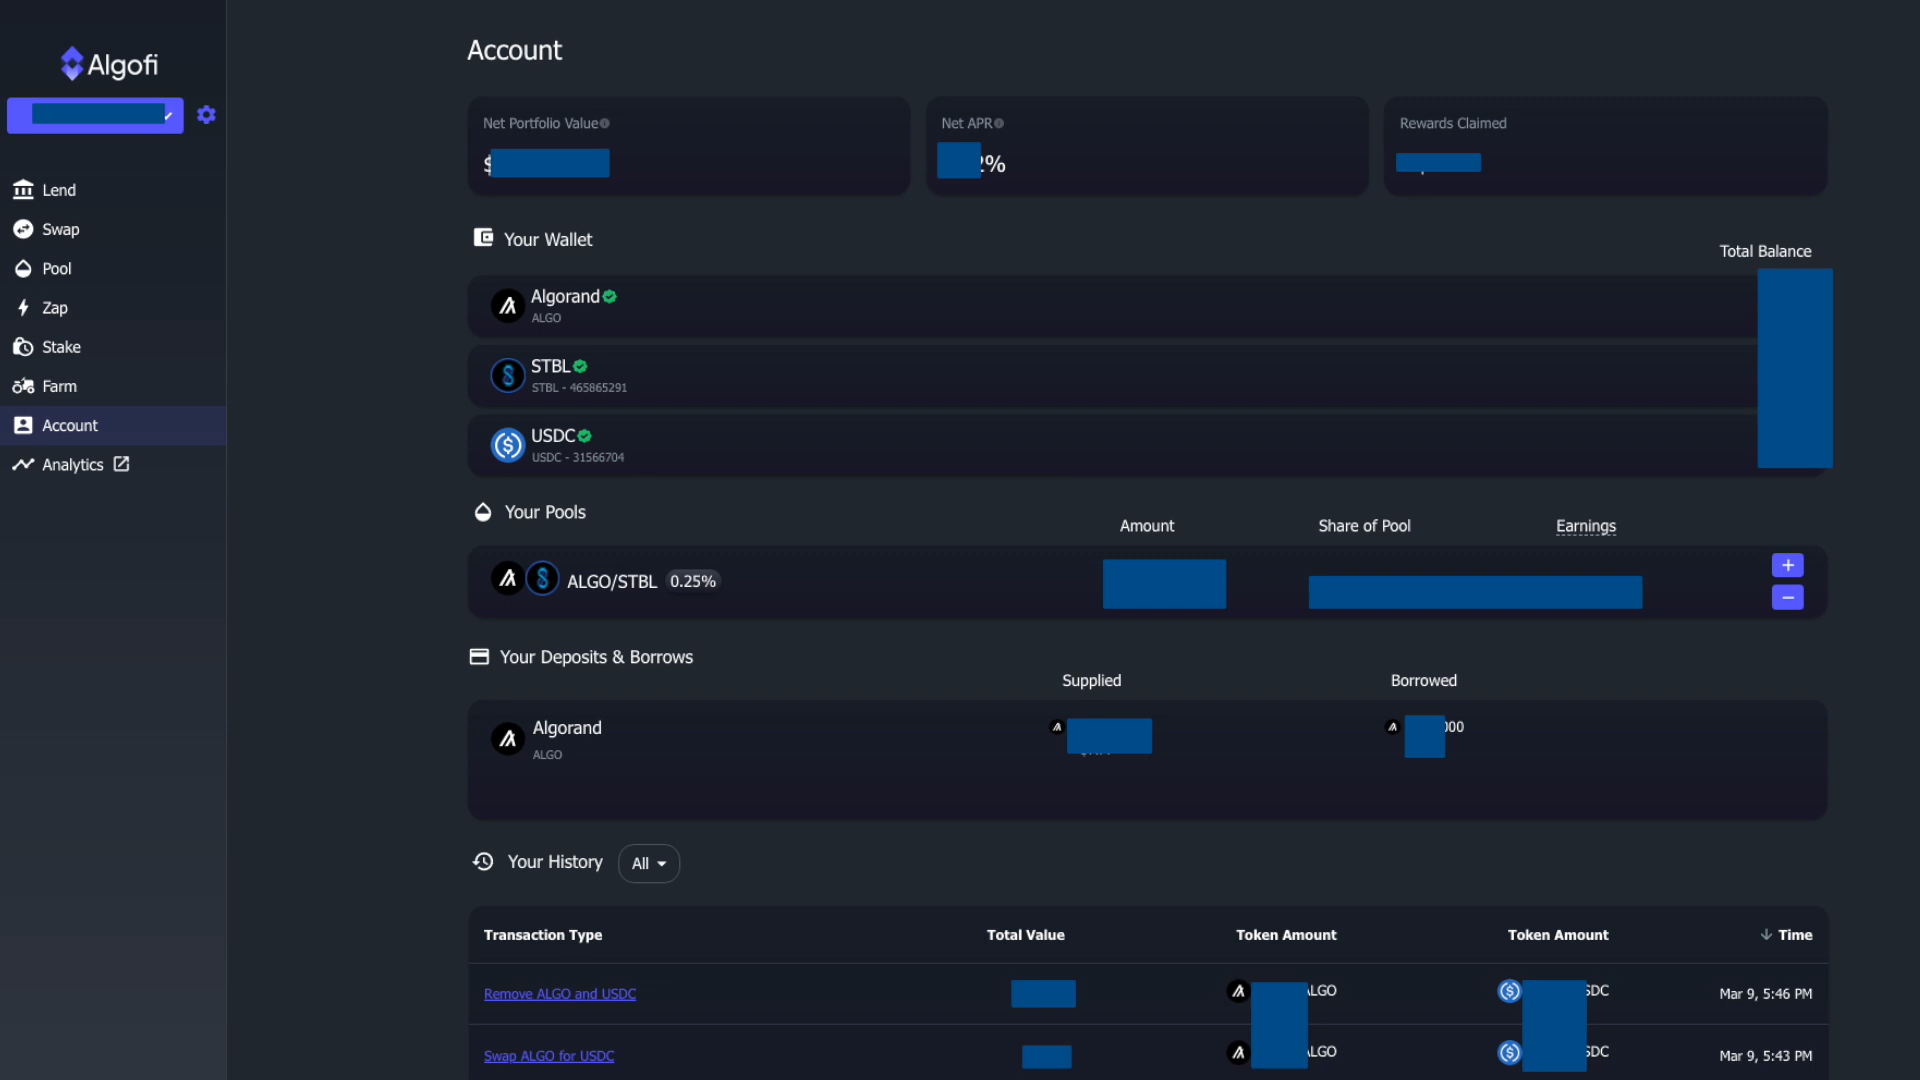 Algofi
Lend
Swap
Pool
Zap
Stake
Farm
Account
Analytics
Account
Net Portfolio Value
$
Net APR
%
Rewards Claimed
Your Wallet
Total Balance
Algorand
ALGO
STBL
STBL - 465865291
USDC
USDC - 31566704
Your Pools
Amount Share of Pool Earnings
ALGO/STBL 0.25%
+
−
Your Deposits & Borrows
Supplied Borrowed
Algorand
ALGO
Your History All
Transaction Type Total Value Token Amount Token Amount ↓ Time
Remove ALGO and USDC Mar 9, 5:46 PM
Swap ALGO for USDC Mar 9, 5:43 PM